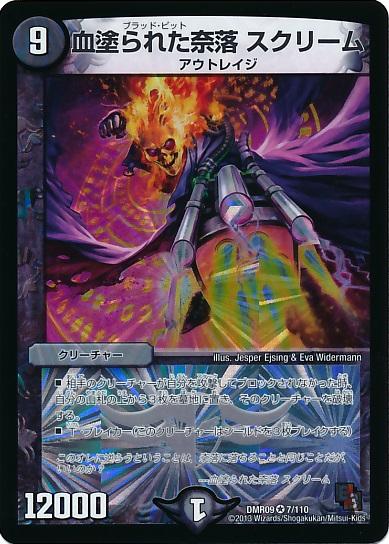 9
ブラッド・ピット
血塗られた奈落 スクリーム
アウトレイジ
クリーチャー
illus. Jesper Ejsing & Eva Widermann
■相手のクリーチャーが自分を攻撃してブロックされなかった時、
自分の山札の上から3枚を墓地に置き、そのクリーチャーを破壊
する。
■T・ブレイカー(このクリーチャーはシールドを3枚ブレイクする)
このオレに逆らうということは、奈落に落ちることと同じことだが、
いいのか?
―血塗られた奈落 スクリーム
12000
DMR09 VR 7/110
©2013 Wizards/Shogakukan/Mitsui-Kids